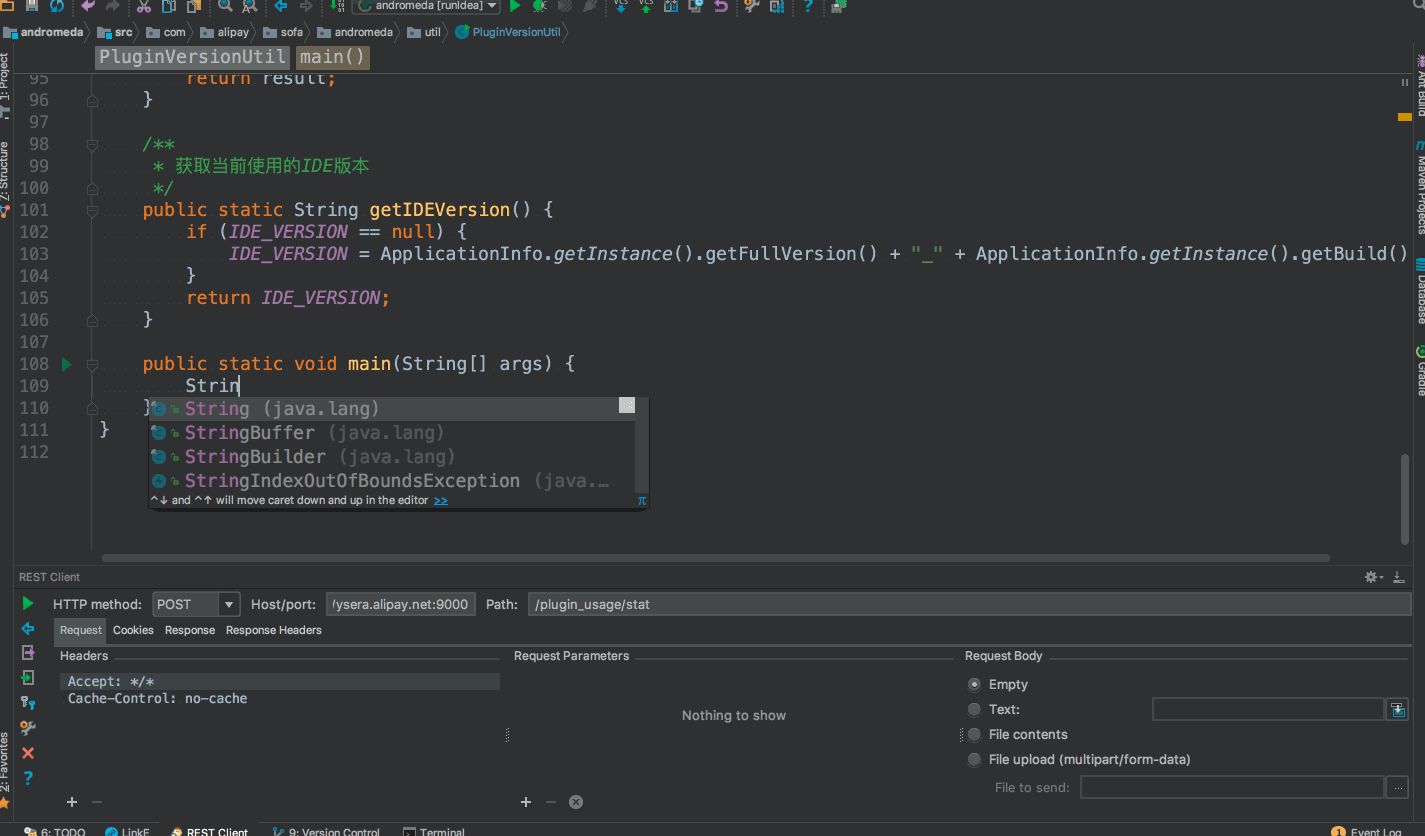 andromeda [runIdea]
andromeda src com alipay sofa andromeda util PluginVersionUtil
PluginVersionUtil main()
95 return result;
96 }
97
98 /**
99 * 获取当前使用的IDE版本
100 */
101 public static String getIDEVersion() {
102 if (IDE_VERSION == null) {
103 IDE_VERSION = ApplicationInfo.getInstance().getFullVersion() + "_" + ApplicationInfo.getInstance().getBuild()
104 }
105 return IDE_VERSION;
106 }
107
108 public static void main(String[] args) {
109 Strin
110 }
111 }
112
String (java.lang)
StringBuffer (java.lang)
StringBuilder (java.lang)
StringIndexOutOfBoundsException (java.…
^↓ and ^↑ will move caret down and up in the editor >> π
1: Project
Z: Structure
2: Favorites
Ant Build
Maven Projects
Database
Gradle
REST Client
HTTP method: POST Host/port: /ysera.alipay.net:9000 Path: /plugin_usage/stat
Request Cookies Response Response Headers
Headers Request Parameters Request Body
Accept: */*
Cache-Control: no-cache
Nothing to show
Empty
Text:
File contents
File upload (multipart/form-data)
File to send: ...
6: TODO LinkE REST Client 9: Version Control Terminal 1 Event Log